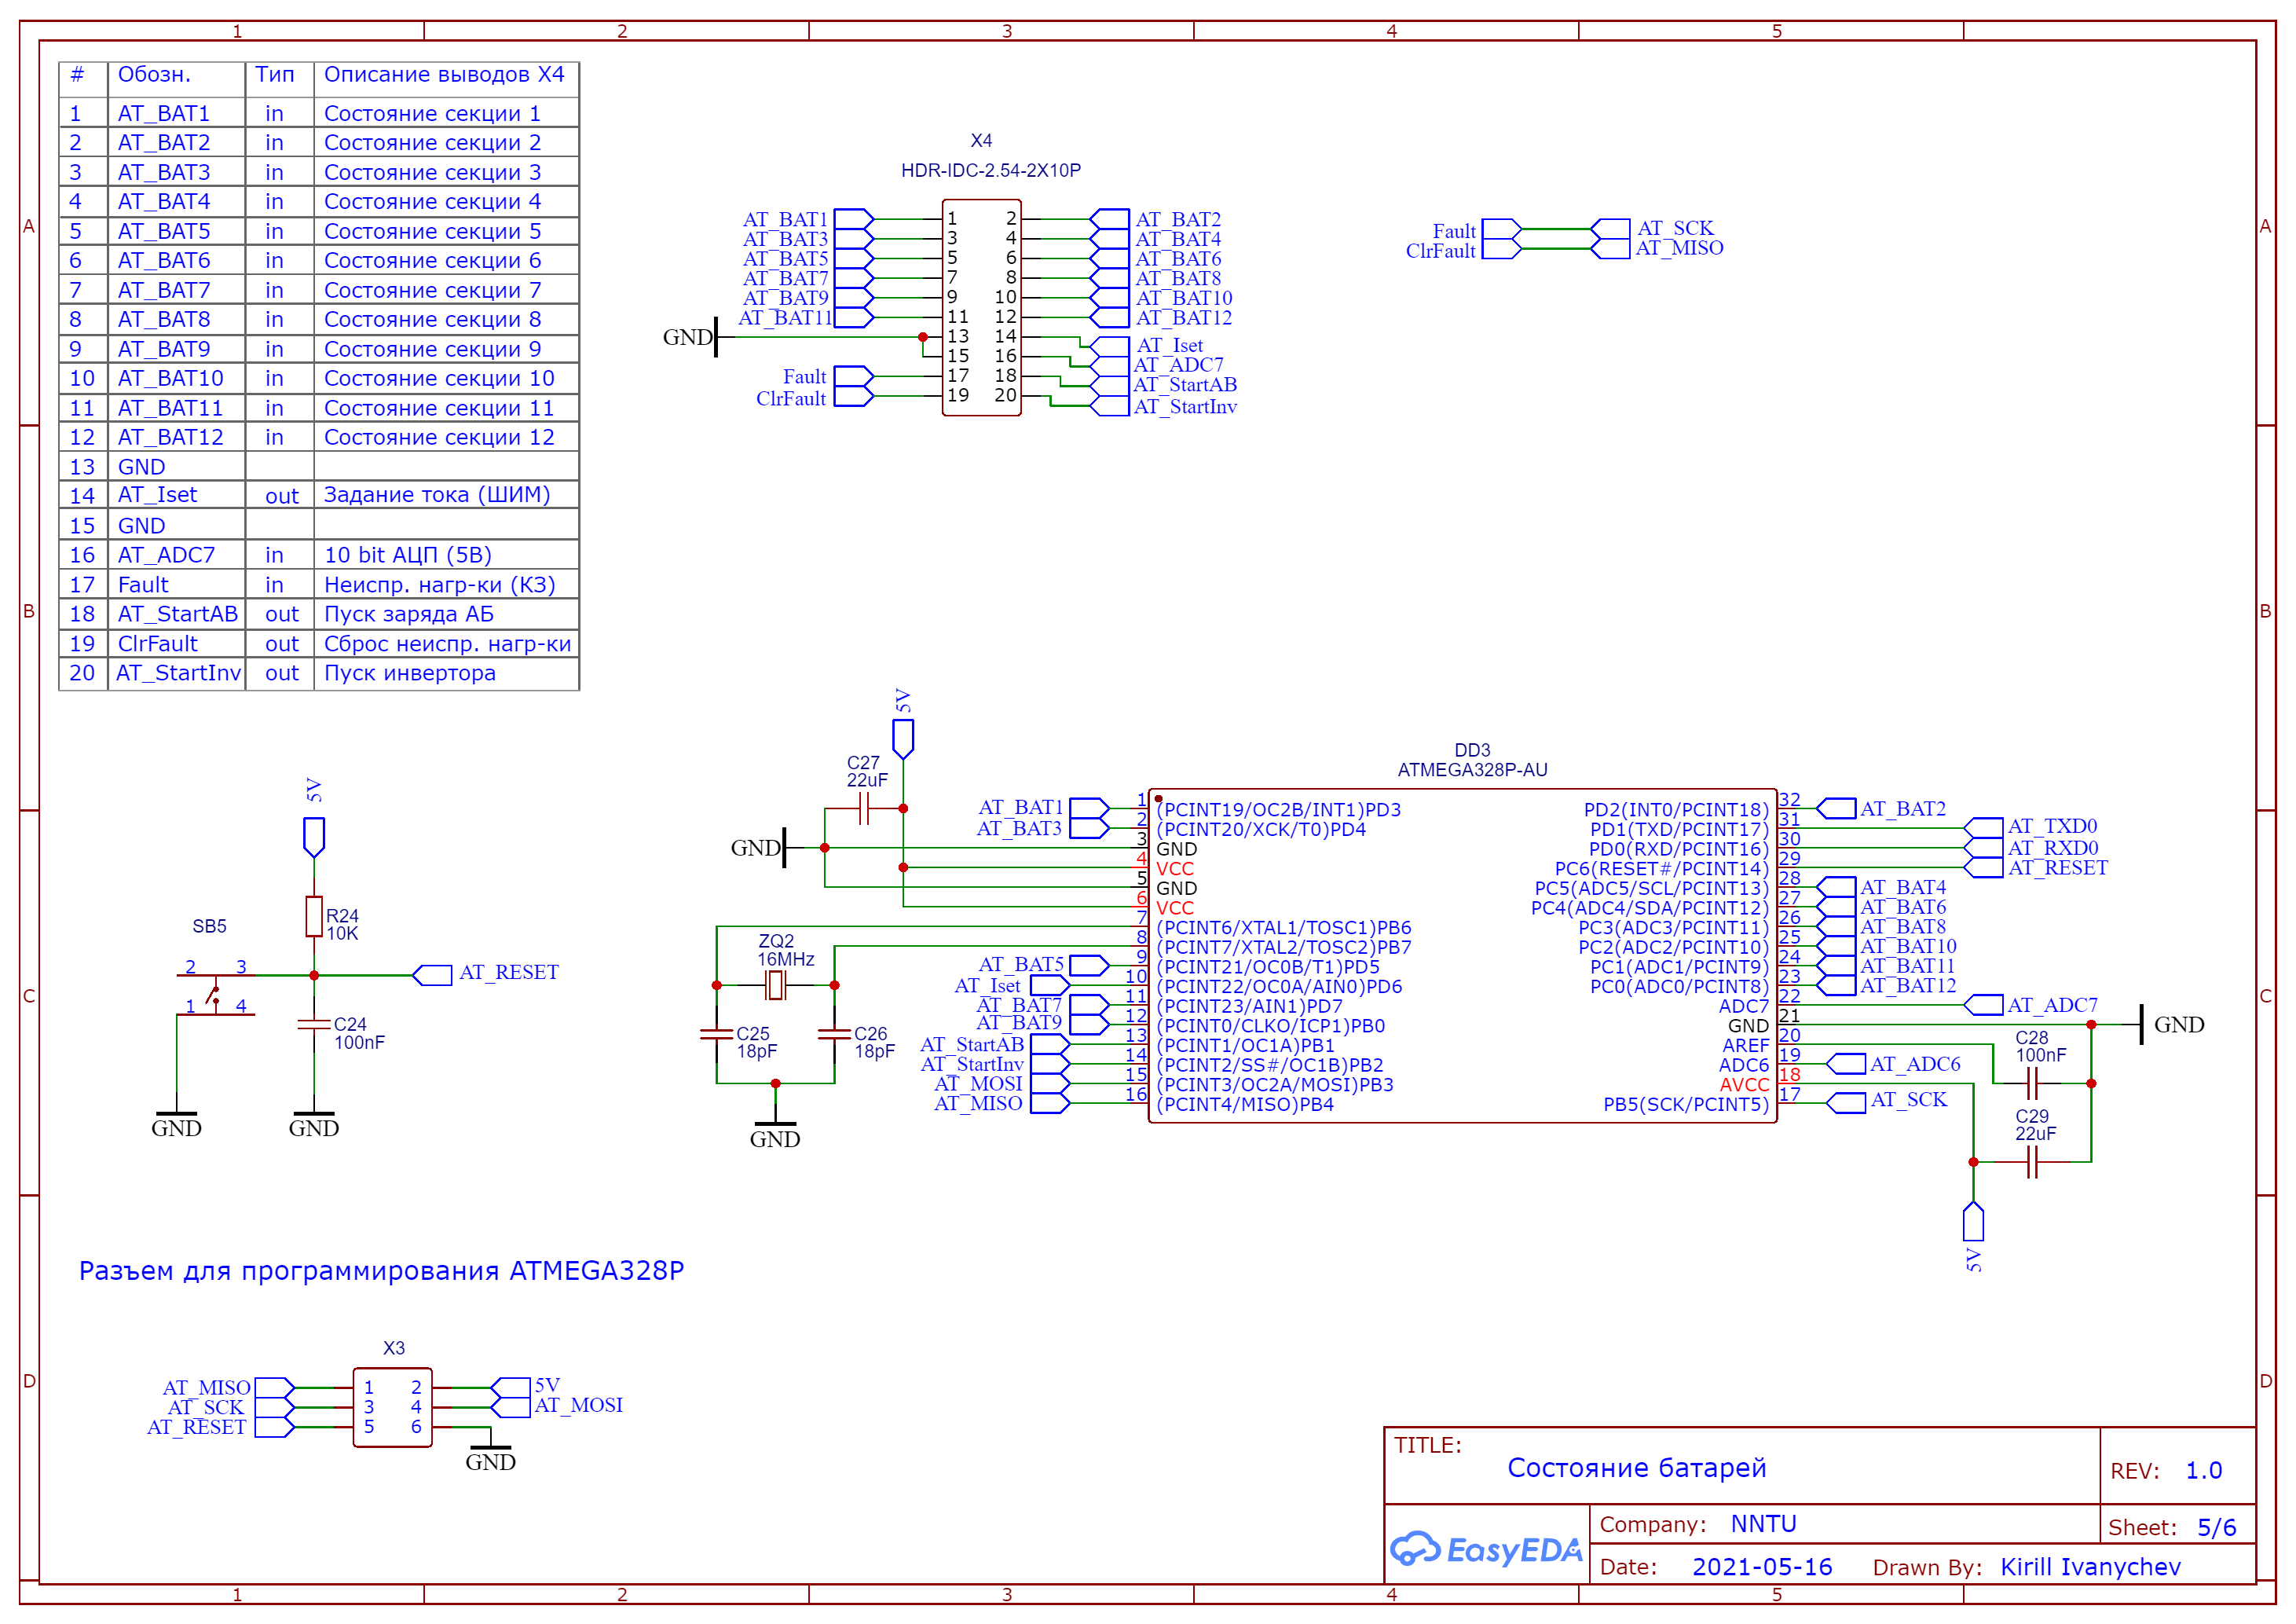 1 2 3 4 5
# Обозн. Тип Описание выводов X4
1 AT_BAT1 in Состояние секции 1
2 AT_BAT2 in Состояние секции 2
3 AT_BAT3 in Состояние секции 3
4 AT_BAT4 in Состояние секции 4
5 AT_BAT5 in Состояние секции 5
6 AT_BAT6 in Состояние секции 6
7 AT_BAT7 in Состояние секции 7
8 AT_BAT8 in Состояние секции 8
9 AT_BAT9 in Состояние секции 9
10 AT_BAT10 in Состояние секции 10
11 AT_BAT11 in Состояние секции 11
12 AT_BAT12 in Состояние секции 12
13 GND
14 AT_Iset out Задание тока (ШИМ)
15 GND
16 AT_ADC7 in 10 bit АЦП (5В)
17 Fault in Неиспр. нагр-ки (КЗ)
18 AT_StartAB out Пуск заряда АБ
19 ClrFault out Сброс неиспр. нагр-ки
20 AT_StartInv out Пуск инвертора
X4
HDR-IDC-2.54-2X10P
AT_BAT1 1 2 AT_BAT2
AT_BAT3 3 4 AT_BAT4
AT_BAT5 5 6 AT_BAT6
AT_BAT7 7 8 AT_BAT8
AT_BAT9 9 10 AT_BAT10
AT_BAT11 11 12 AT_BAT12
GND 13 14 AT_Iset
15 16 AT_ADC7
Fault 17 18 AT_StartAB
ClrFault 19 20 AT_StartInv
Fault AT_SCK
ClrFault AT_MISO
A A
B B
C C
D D
5V
R24
10K
SB5
2 3
1 4
AT_RESET
C24
100nF
GND GND
5V
C27
22uF
GND
ZQ2
16MHz
C25
18pF
C26
18pF
GND
DD3
ATMEGA328P-AU
AT_BAT1 1 (PCINT19/OC2B/INT1)PD3
AT_BAT3 2 (PCINT20/XCK/T0)PD4
3 GND
4 VCC
5 GND
6 VCC
7 (PCINT6/XTAL1/TOSC1)PB6
8 (PCINT7/XTAL2/TOSC2)PB7
AT_BAT5 9 (PCINT21/OC0B/T1)PD5
AT_Iset 10 (PCINT22/OC0A/AIN0)PD6
AT_BAT7 11 (PCINT23/AIN1)PD7
AT_BAT9 12 (PCINT0/CLKO/ICP1)PB0
AT_StartAB 13 (PCINT1/OC1A)PB1
AT_StartInv 14 (PCINT2/SS#/OC1B)PB2
AT_MOSI 15 (PCINT3/OC2A/MOSI)PB3
AT_MISO 16 (PCINT4/MISO)PB4
PD2(INT0/PCINT18) 32 AT_BAT2
PD1(TXD/PCINT17) 31 AT_TXD0
PD0(RXD/PCINT16) 30 AT_RXD0
PC6(RESET#/PCINT14) 29 AT_RESET
PC5(ADC5/SCL/PCINT13) 28 AT_BAT4
PC4(ADC4/SDA/PCINT12) 27 AT_BAT6
PC3(ADC3/PCINT11) 26 AT_BAT8
PC2(ADC2/PCINT10) 25 AT_BAT10
PC1(ADC1/PCINT9) 24 AT_BAT11
PC0(ADC0/PCINT8) 23 AT_BAT12
ADC7 22 AT_ADC7
GND 21 GND
AREF 20
ADC6 19 AT_ADC6
AVCC 18
PB5(SCK/PCINT5) 17 AT_SCK
C28
100nF
C29
22uF
5V
Разъем для программирования ATMEGA328P
X3
AT_MISO 1 2 5V
AT_SCK 3 4 AT_MOSI
AT_RESET 5 6
GND
TITLE:
Состояние батарей
REV: 1.0
EasyEDA
Company: NNTU
Sheet: 5/6
Date: 2021-05-16 Drawn By: Kirill Ivanychev
1 2 3 4 5